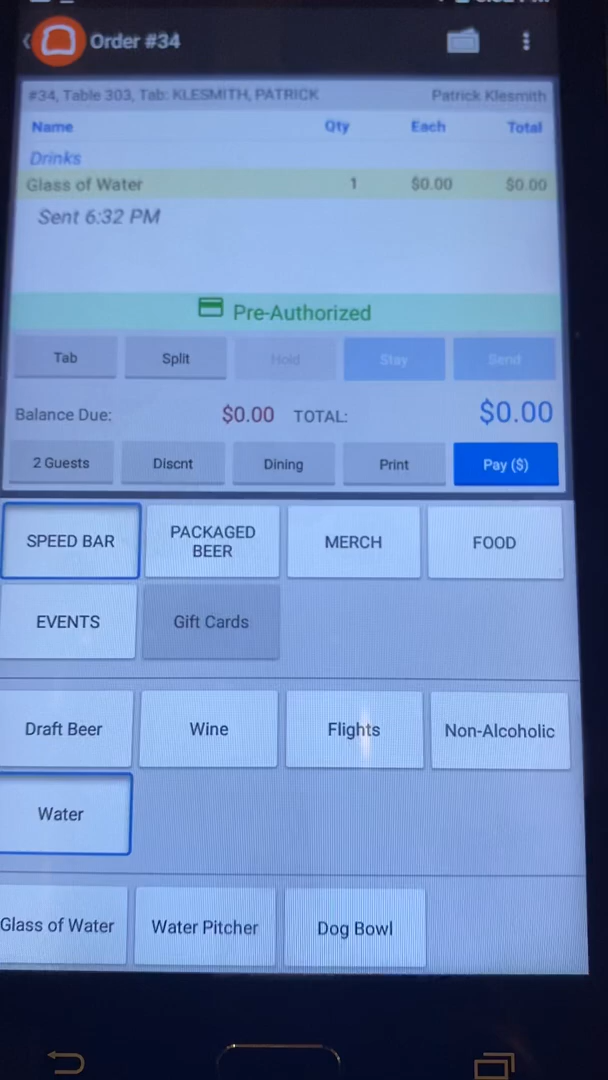 Order #34
#34, Table 303, Tab: KLESMITH, PATRICK Patrick Klesmith
Name Qty Each Total
Drinks
Glass of Water 1 $0.00 $0.00
Sent 6:32 PM
Pre-Authorized
Tab Split Hold Stay Send
Balance Due: $0.00 TOTAL: $0.00
2 Guests Discnt Dining Print Pay ($)
SPEED BAR
PACKAGED
BEER
MERCH
FOOD
EVENTS Gift Cards
Draft Beer Wine Flights Non-Alcoholic
Water
Glass of Water Water Pitcher Dog Bowl